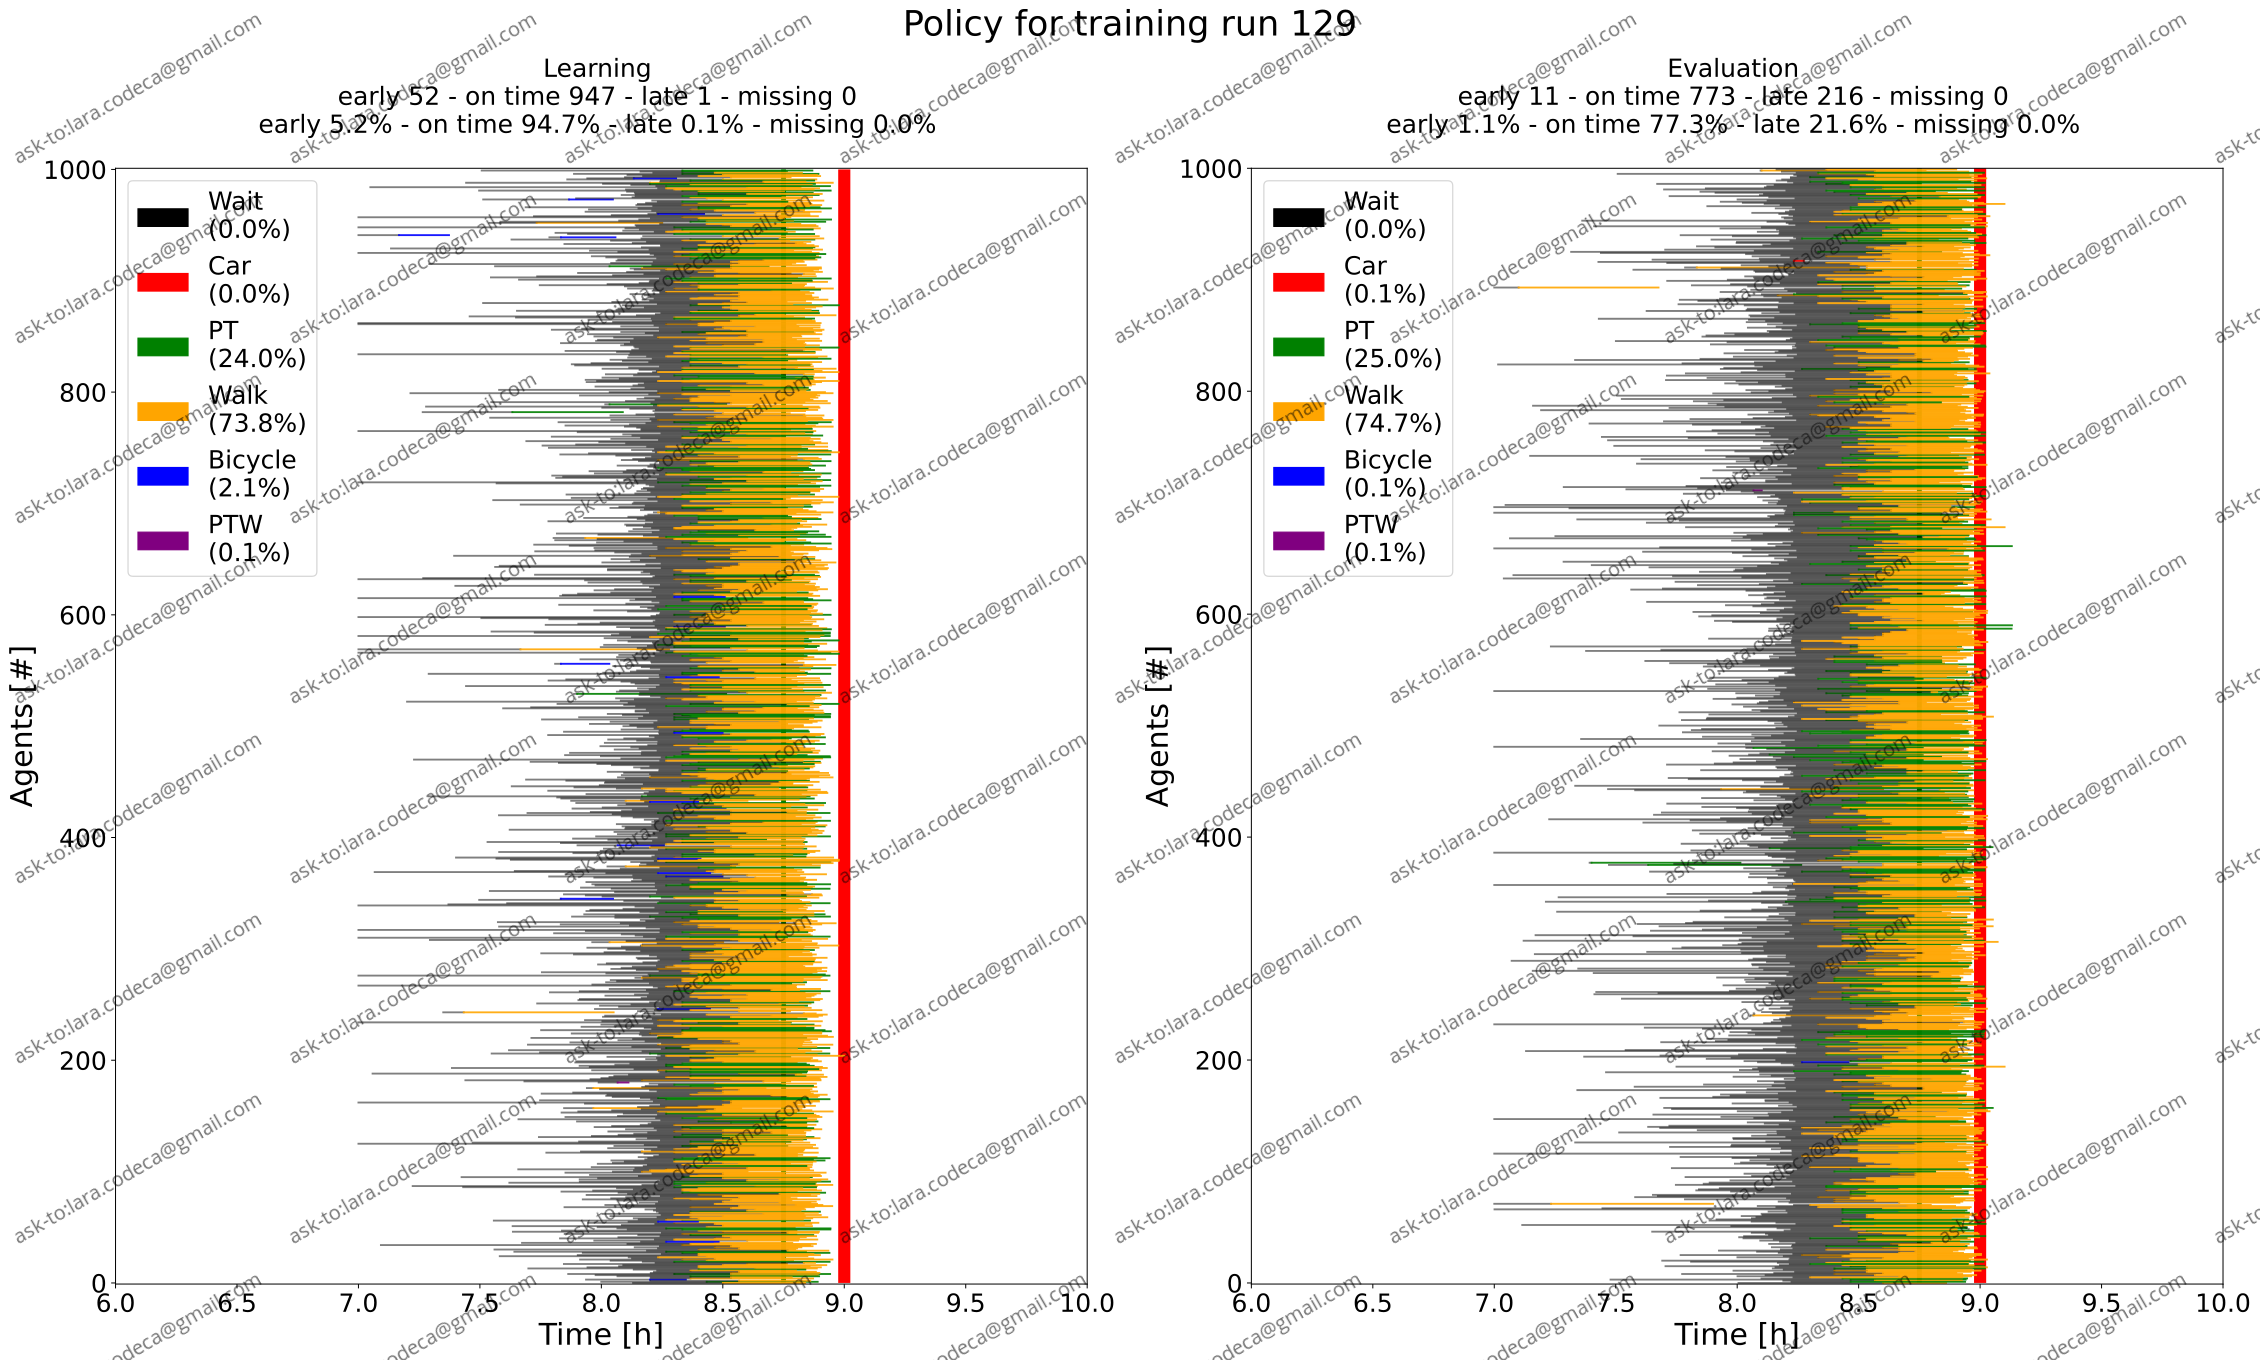 Policy for training run 129
Learning
early 52 - on time 947 - late 1 - missing 0
early 5.2% - on time 94.7% - late 0.1% - missing 0.0%
1000
800
600
400
200
0
Agents [#]
Wait
(0.0%)
Car
(0.0%)
PT
(24.0%)
Walk
(73.8%)
Bicycle
(2.1%)
PTW
(0.1%)
6.0 6.5 7.0 7.5 8.0 8.5 9.0 9.5 10.0
Time [h]
Evaluation
early 11 - on time 773 - late 216 - missing 0
early 1.1% - on time 77.3% - late 21.6% - missing 0.0%
1000
800
600
400
200
0
Agents [#]
Wait
(0.0%)
Car
(0.1%)
PT
(25.0%)
Walk
(74.7%)
Bicycle
(0.1%)
PTW
(0.1%)
6.0 6.5 7.0 7.5 8.0 8.5 9.0 9.5 10.0
Time [h]
ask-to:lara.codeca@gmail.com